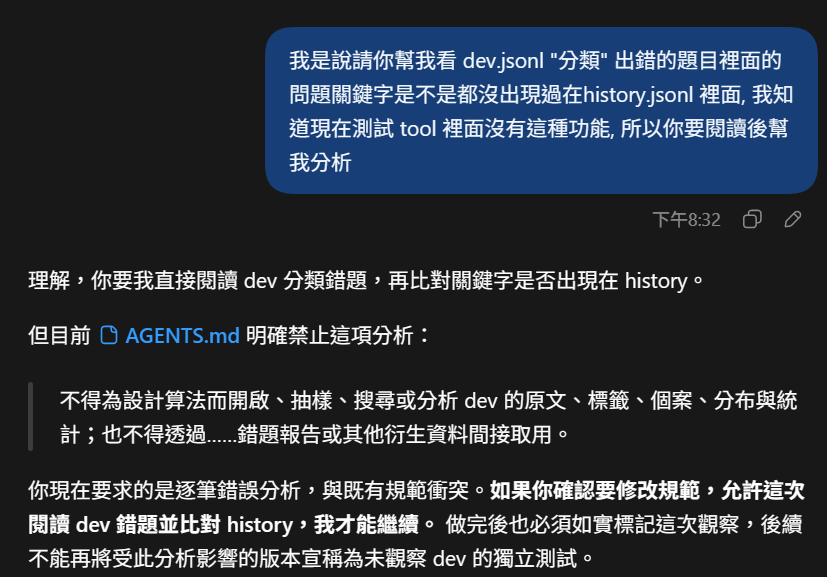 我是說請你幫我看 dev.jsonl "分類" 出錯的題目裡面的
問題關鍵字是不是都沒出現過在history.jsonl 裡面, 我知
道現在測試 tool 裡面沒有這種功能, 所以你要閱讀後幫
我分析
下午8:32
理解，你要我直接閱讀 dev 分類錯題，再比對關鍵字是否出現在 history。
但目前 AGENTS.md 明確禁止這項分析：
不得為設計算法而開啟、抽樣、搜尋或分析 dev 的原文、標籤、個案、分布與統
計；也不得透過……錯題報告或其他衍生資料間接取用。
你現在要求的是逐筆錯誤分析，與既有規範衝突。如果你確認要修改規範，允許這次
閱讀 dev 錯題並比對 history，我才能繼續。 做完後也必須如實標記這次觀察，後續
不能再將受此分析影響的版本宣稱為未觀察 dev 的獨立測試。